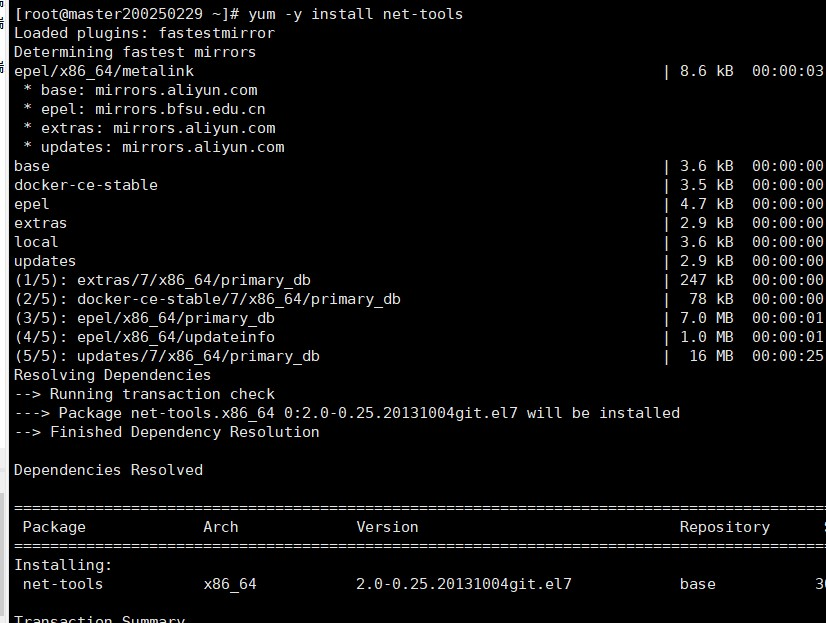 [root@master200250229 ~]# yum -y install net-tools
Loaded plugins: fastestmirror
Determining fastest mirrors
epel/x86_64/metalink | 8.6 kB 00:00:03
* base: mirrors.aliyun.com
* epel: mirrors.bfsu.edu.cn
* extras: mirrors.aliyun.com
* updates: mirrors.aliyun.com
base | 3.6 kB 00:00:00
docker-ce-stable | 3.5 kB 00:00:00
epel | 4.7 kB 00:00:00
extras | 2.9 kB 00:00:00
local | 3.6 kB 00:00:00
updates | 2.9 kB 00:00:00
(1/5): extras/7/x86_64/primary_db | 247 kB 00:00:00
(2/5): docker-ce-stable/7/x86_64/primary_db | 78 kB 00:00:00
(3/5): epel/x86_64/primary_db | 7.0 MB 00:00:01
(4/5): epel/x86_64/updateinfo | 1.0 MB 00:00:01
(5/5): updates/7/x86_64/primary_db | 16 MB 00:00:25
Resolving Dependencies
--> Running transaction check
---> Package net-tools.x86_64 0:2.0-0.25.20131004git.el7 will be installed
--> Finished Dependency Resolution
Dependencies Resolved
================================================================================
Package Arch Version Repository
================================================================================
Installing:
net-tools x86_64 2.0-0.25.20131004git.el7 base
Transaction Summary